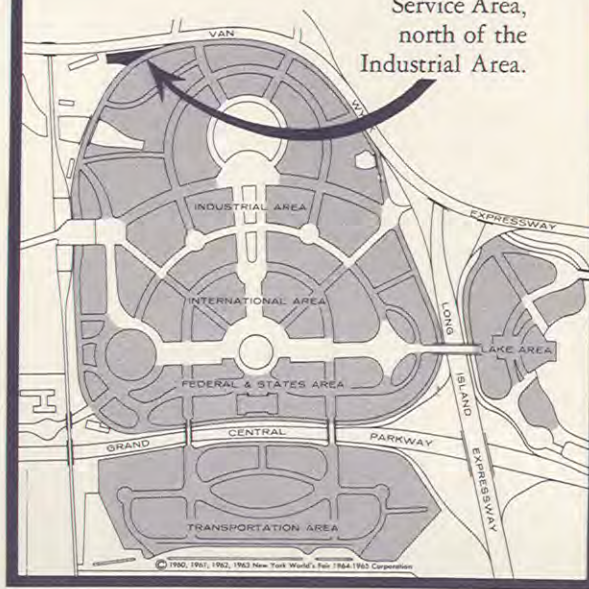 Service Area,
north of the
Industrial Area.
VAN
EXPRESSWAY
INDUSTRIAL AREA
INTERNATIONAL AREA
LONG
ISLAND
EXPRESSWAY
LAKE AREA
FEDERAL & STATES AREA
GRAND
CENTRAL
PARKWAY
TRANSPORTATION AREA
© 1960, 1961, 1962, 1963 New York World's Fair 1964-1965 Corporation